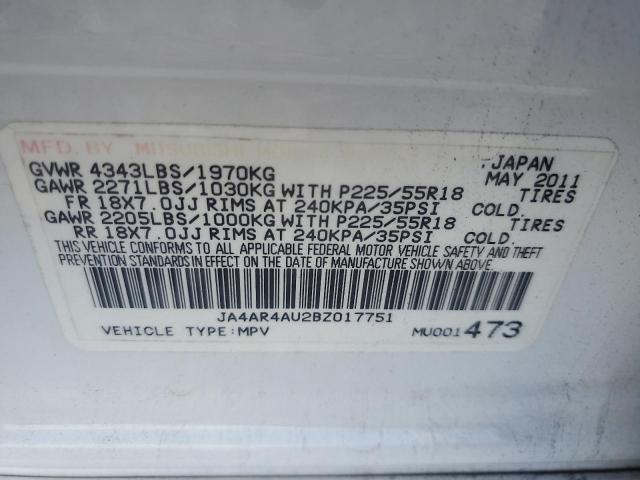 MFD. BY MITSUBISHI
JAPAN
GVWR 4343LBS/1970KG MAY 2011
GAWR 2271LBS/1030KG WITH P225/55R18 TIRES
FR 18X7.0JJ RIMS AT 240KPA/35PSI COLD.
GAWR 2205LBS/1000KG WITH P225/55R18 TIRES
RR 18X7.0JJ RIMS AT 240KPA/35PSI COLD.
THIS VEHICLE CONFORMS TO ALL APPLICABLE FEDERAL MOTOR VEHICLE SAFETY AND THEFT
PREVENTION STANDARDS IN EFFECT ON THE DATE OF MANUFACTURE SHOWN ABOVE.
JA4AR4AU2BZ017751
VEHICLE TYPE:MPV MU001473